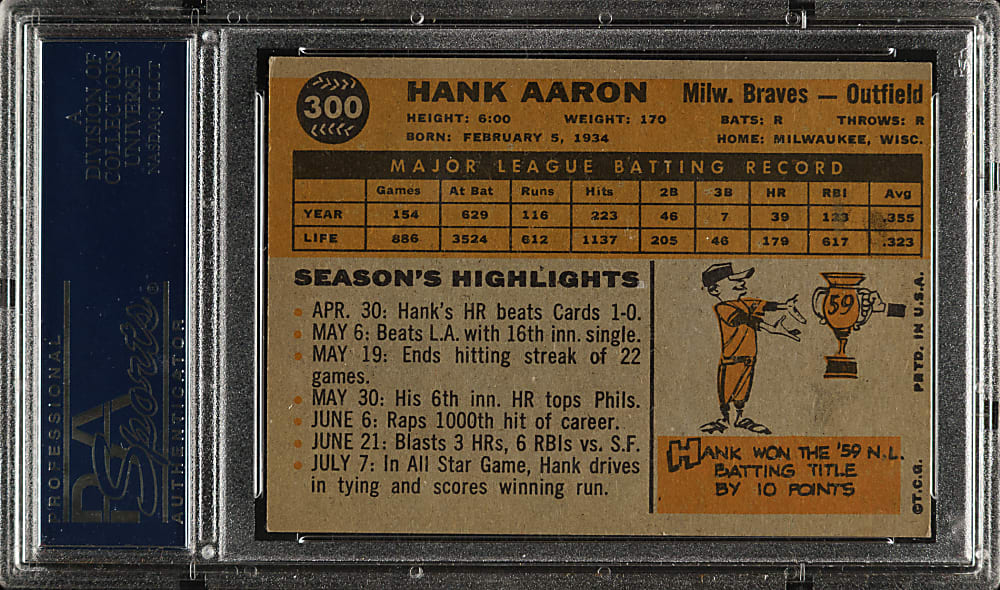 A
DIVISION OF
COLLECTORS
UNIVERSE
NASDAQ: CLCT
PROFESSIONAL
PSA
Sports
®
AUTHENTICATOR
300
HANK AARON Milw. Braves — Outfield
HEIGHT: 6:00 WEIGHT: 170 BATS: R THROWS: R
BORN: FEBRUARY 5, 1934 HOME: MILWAUKEE, WISC.
MAJOR LEAGUE BATTING RECORD
Games At Bat Runs Hits 2B 3B HR RBI Avg
YEAR 154 629 116 223 46 7 39 123 .355
LIFE 886 3524 612 1137 205 46 179 617 .323
SEASON'S HIGHLIGHTS
• APR. 30: Hank's HR beats Cards 1-0.
• MAY 6: Beats L.A. with 16th inn. single.
• MAY 19: Ends hitting streak of 22
games.
• MAY 30: His 6th inn. HR tops Phils.
• JUNE 6: Raps 1000th hit of career.
• JUNE 21: Blasts 3 HRs, 6 RBIs vs. S.F.
• JULY 7: In All Star Game, Hank drives
in tying and scores winning run.
59
HANK WON THE '59 N.L.
BATTING TITLE
BY 10 POINTS
©T.C.G. PRTD. IN U.S.A.